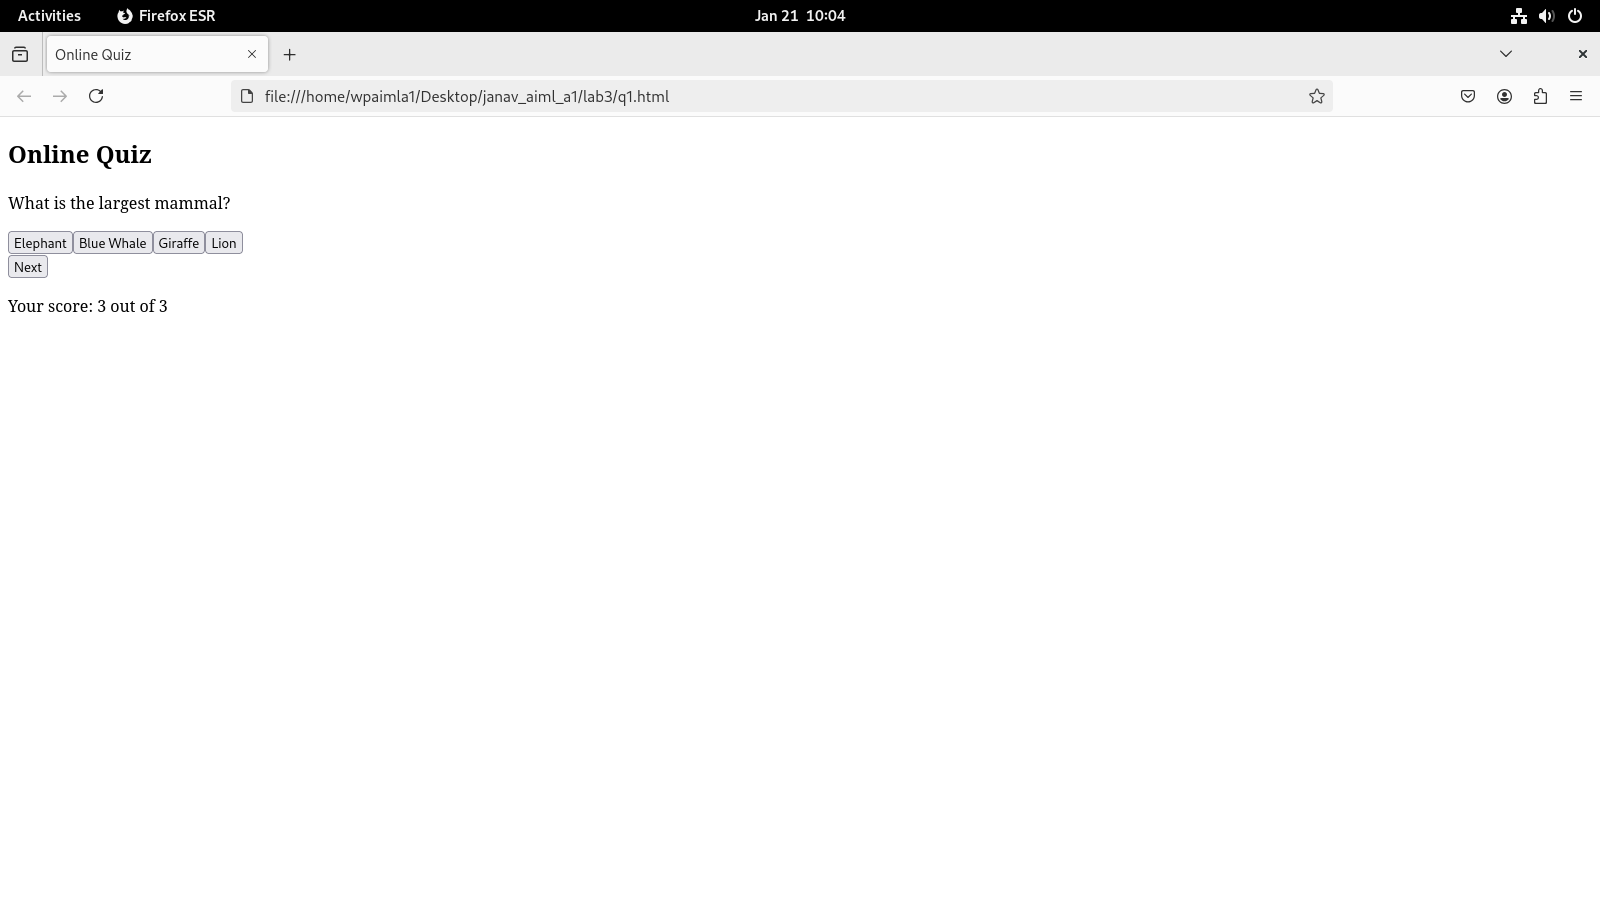 Activities Firefox ESR Jan 21 10:04
Online Quiz
file:///home/wpaimla1/Desktop/janav_aiml_a1/lab3/q1.html
Online Quiz
What is the largest mammal?
Elephant Blue Whale Giraffe Lion
Next
Your score: 3 out of 3